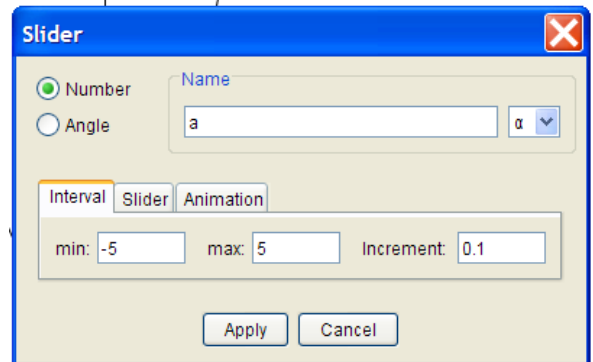 Slider
Number
Angle
Name
a
α
Interval Slider Animation
min: -5 max: 5 Increment: 0.1
Apply Cancel